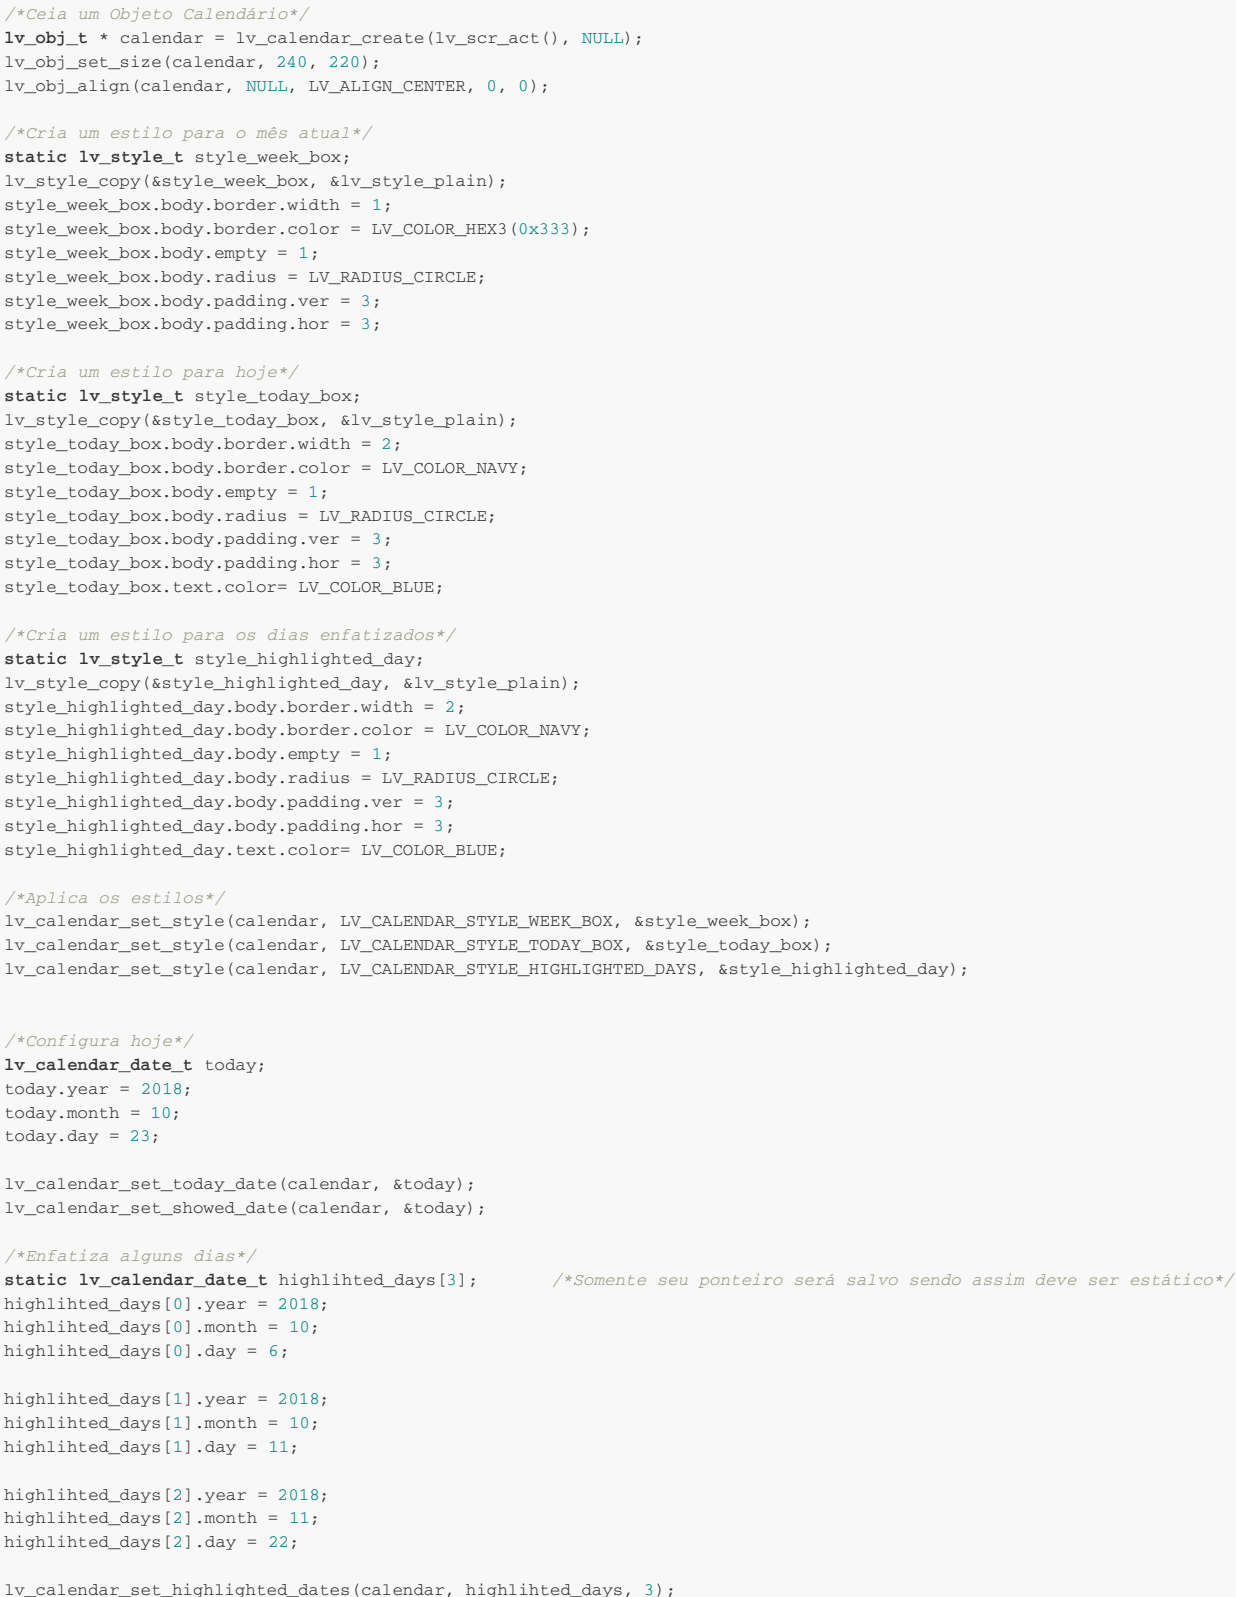 /*Ceia um Objeto Calendário*/
lv_obj_t * calendar = lv_calendar_create(lv_scr_act(), NULL);
lv_obj_set_size(calendar, 240, 220);
lv_obj_align(calendar, NULL, LV_ALIGN_CENTER, 0, 0);

/*Cria um estilo para o mês atual*/
static lv_style_t style_week_box;
lv_style_copy(&style_week_box, &lv_style_plain);
style_week_box.body.border.width = 1;
style_week_box.body.border.color = LV_COLOR_HEX3(0x333);
style_week_box.body.empty = 1;
style_week_box.body.radius = LV_RADIUS_CIRCLE;
style_week_box.body.padding.ver = 3;
style_week_box.body.padding.hor = 3;

/*Cria um estilo para hoje*/
static lv_style_t style_today_box;
lv_style_copy(&style_today_box, &lv_style_plain);
style_today_box.body.border.width = 2;
style_today_box.body.border.color = LV_COLOR_NAVY;
style_today_box.body.empty = 1;
style_today_box.body.radius = LV_RADIUS_CIRCLE;
style_today_box.body.padding.ver = 3;
style_today_box.body.padding.hor = 3;
style_today_box.text.color= LV_COLOR_BLUE;

/*Cria um estilo para os dias enfatizados*/
static lv_style_t style_highlighted_day;
lv_style_copy(&style_highlighted_day, &lv_style_plain);
style_highlighted_day.body.border.width = 2;
style_highlighted_day.body.border.color = LV_COLOR_NAVY;
style_highlighted_day.body.empty = 1;
style_highlighted_day.body.radius = LV_RADIUS_CIRCLE;
style_highlighted_day.body.padding.ver = 3;
style_highlighted_day.body.padding.hor = 3;
style_highlighted_day.text.color= LV_COLOR_BLUE;

/*Aplica os estilos*/
lv_calendar_set_style(calendar, LV_CALENDAR_STYLE_WEEK_BOX, &style_week_box);
lv_calendar_set_style(calendar, LV_CALENDAR_STYLE_TODAY_BOX, &style_today_box);
lv_calendar_set_style(calendar, LV_CALENDAR_STYLE_HIGHLIGHTED_DAYS, &style_highlighted_day);

/*Configura hoje*/
lv_calendar_date_t today;
today.year = 2018;
today.month = 10;
today.day = 23;

lv_calendar_set_today_date(calendar, &today);
lv_calendar_set_showed_date(calendar, &today);

/*Enfatiza alguns dias*/
static lv_calendar_date_t highlihted_days[3];       /*Somente seu ponteiro será salvo sendo assim deve ser estático*/
highlihted_days[0].year = 2018;
highlihted_days[0].month = 10;
highlihted_days[0].day = 6;

highlihted_days[1].year = 2018;
highlihted_days[1].month = 10;
highlihted_days[1].day = 11;

highlihted_days[2].year = 2018;
highlihted_days[2].month = 11;
highlihted_days[2].day = 22;

lv_calendar_set_highlighted_dates(calendar, highlihted_days, 3);